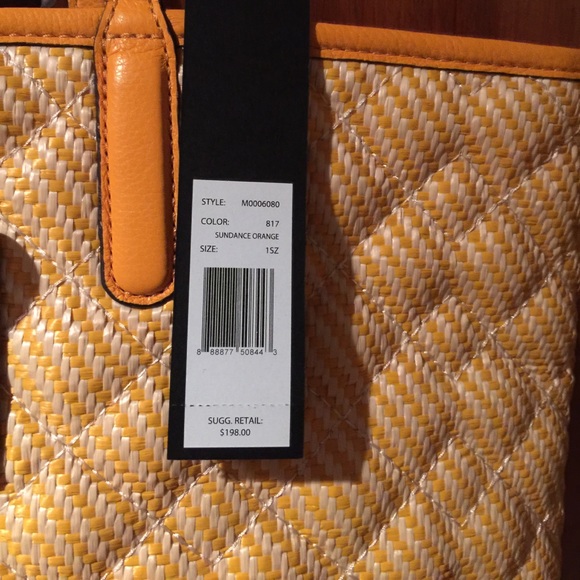 STYLE: M0006080
COLOR: 817
SUNDANCE ORANGE
SIZE: 1SZ
8 88877 50844 3
SUGG. RETAIL:
$198.00